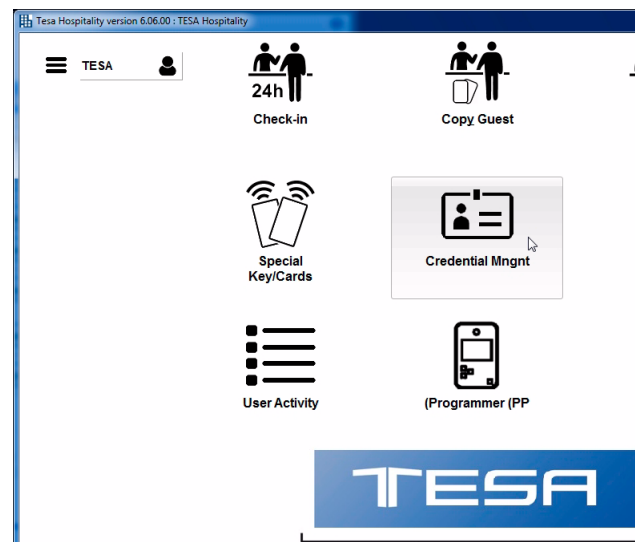 Tesa Hospitality version 6.06.00 : TESA Hospitality
TESA
24h
Check-in
Copy Guest
Special
Key/Cards
Credential Mngnt
User Activity
(Programmer (PP
TESA